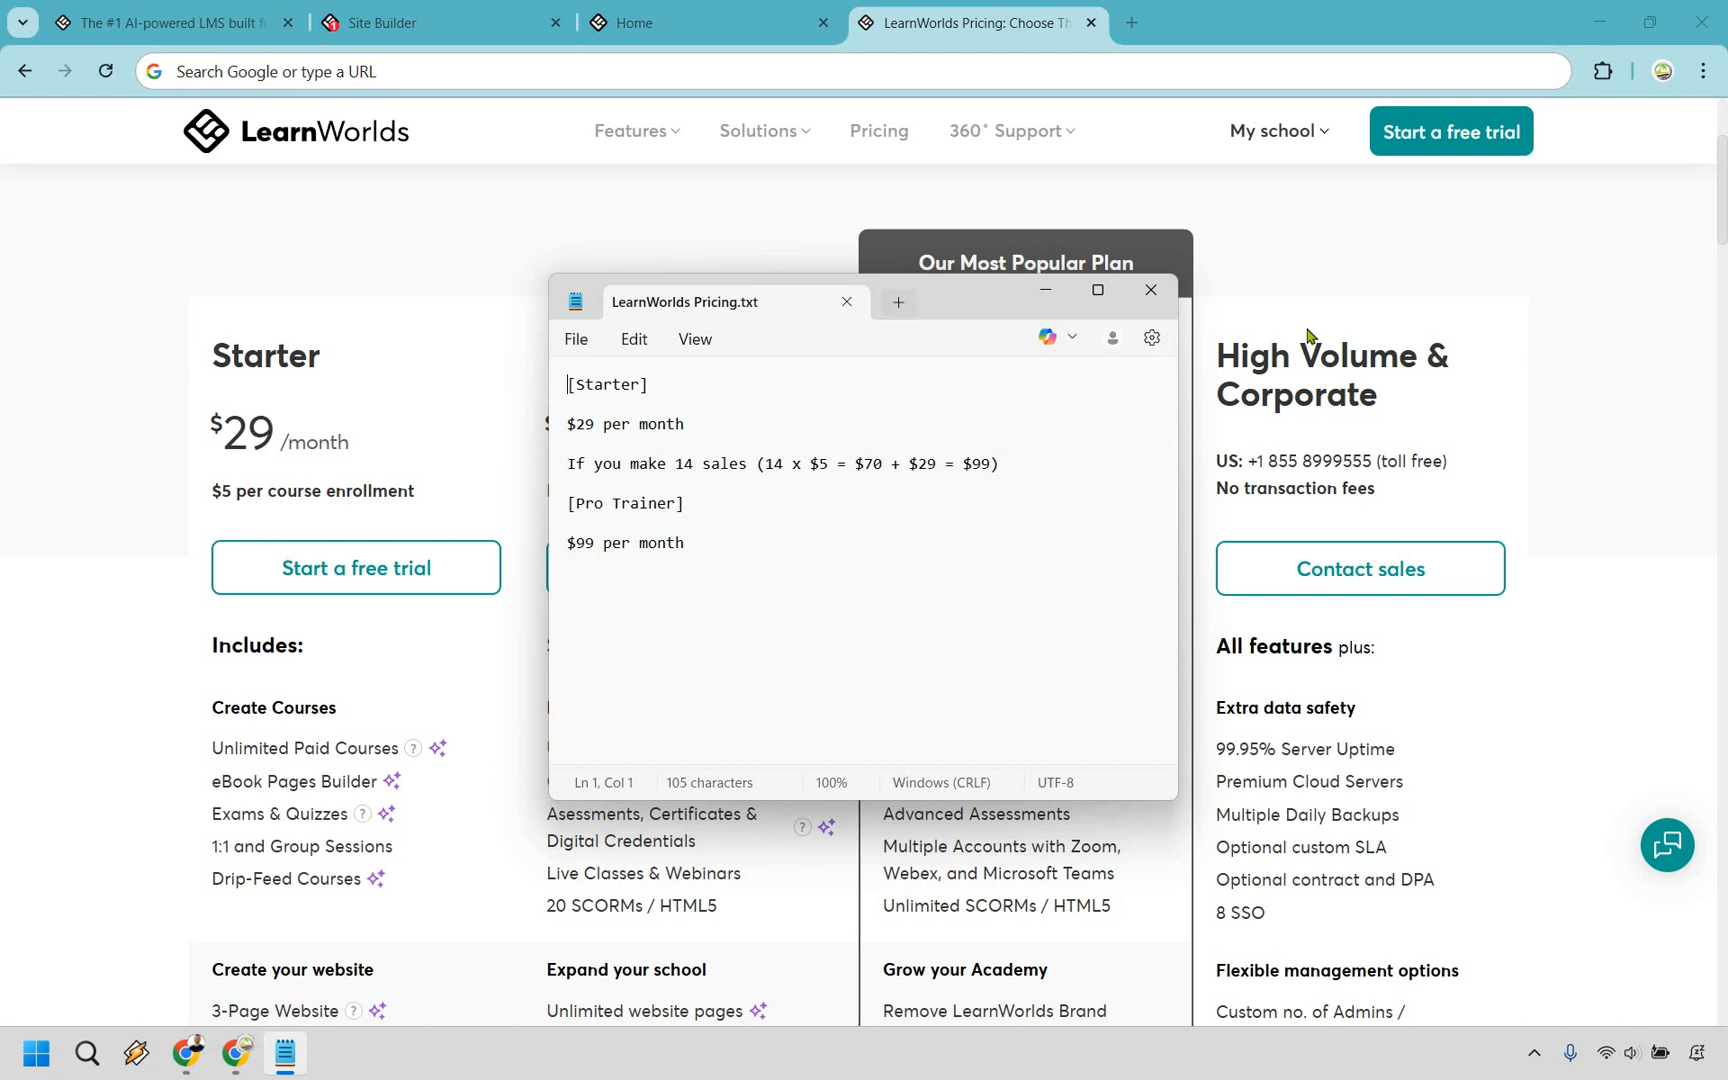 The #1 AI-powered LMS built f
Site Builder
Home
LearnWorlds Pricing: Choose Th
Search Google or type a URL
LearnWorlds
Features
Solutions
Pricing
360° Support
My school
Start a free trial
Our Most Popular Plan
LearnWorlds Pricing.txt
File
Edit
View
[Starter]
$29 per month
If you make 14 sales (14 x $5 = $70 + $29 = $99)
[Pro Trainer]
$99 per month
Ln 1, Col 1
105 characters
100%
Windows (CRLF)
UTF-8
Starter
$29 /month
$5 per course enrollment
Start a free trial
Includes:
Create Courses
Unlimited Paid Courses ?
eBook Pages Builder
Exams & Quizzes ?
1:1 and Group Sessions
Drip-Feed Courses
Create your website
3-Page Website ?
Asessments, Certificates &
Digital Credentials ?
Live Classes & Webinars
20 SCORMs / HTML5
Expand your school
Unlimited website pages
Advanced Assessments
Multiple Accounts with Zoom,
Webex, and Microsoft Teams
Unlimited SCORMs / HTML5
Grow your Academy
Remove LearnWorlds Brand
High Volume &
Corporate
US: +1 855 8999555 (toll free)
No transaction fees
Contact sales
All features plus:
Extra data safety
99.95% Server Uptime
Premium Cloud Servers
Multiple Daily Backups
Optional custom SLA
Optional contract and DPA
8 SSO
Flexible management options
Custom no. of Admins /